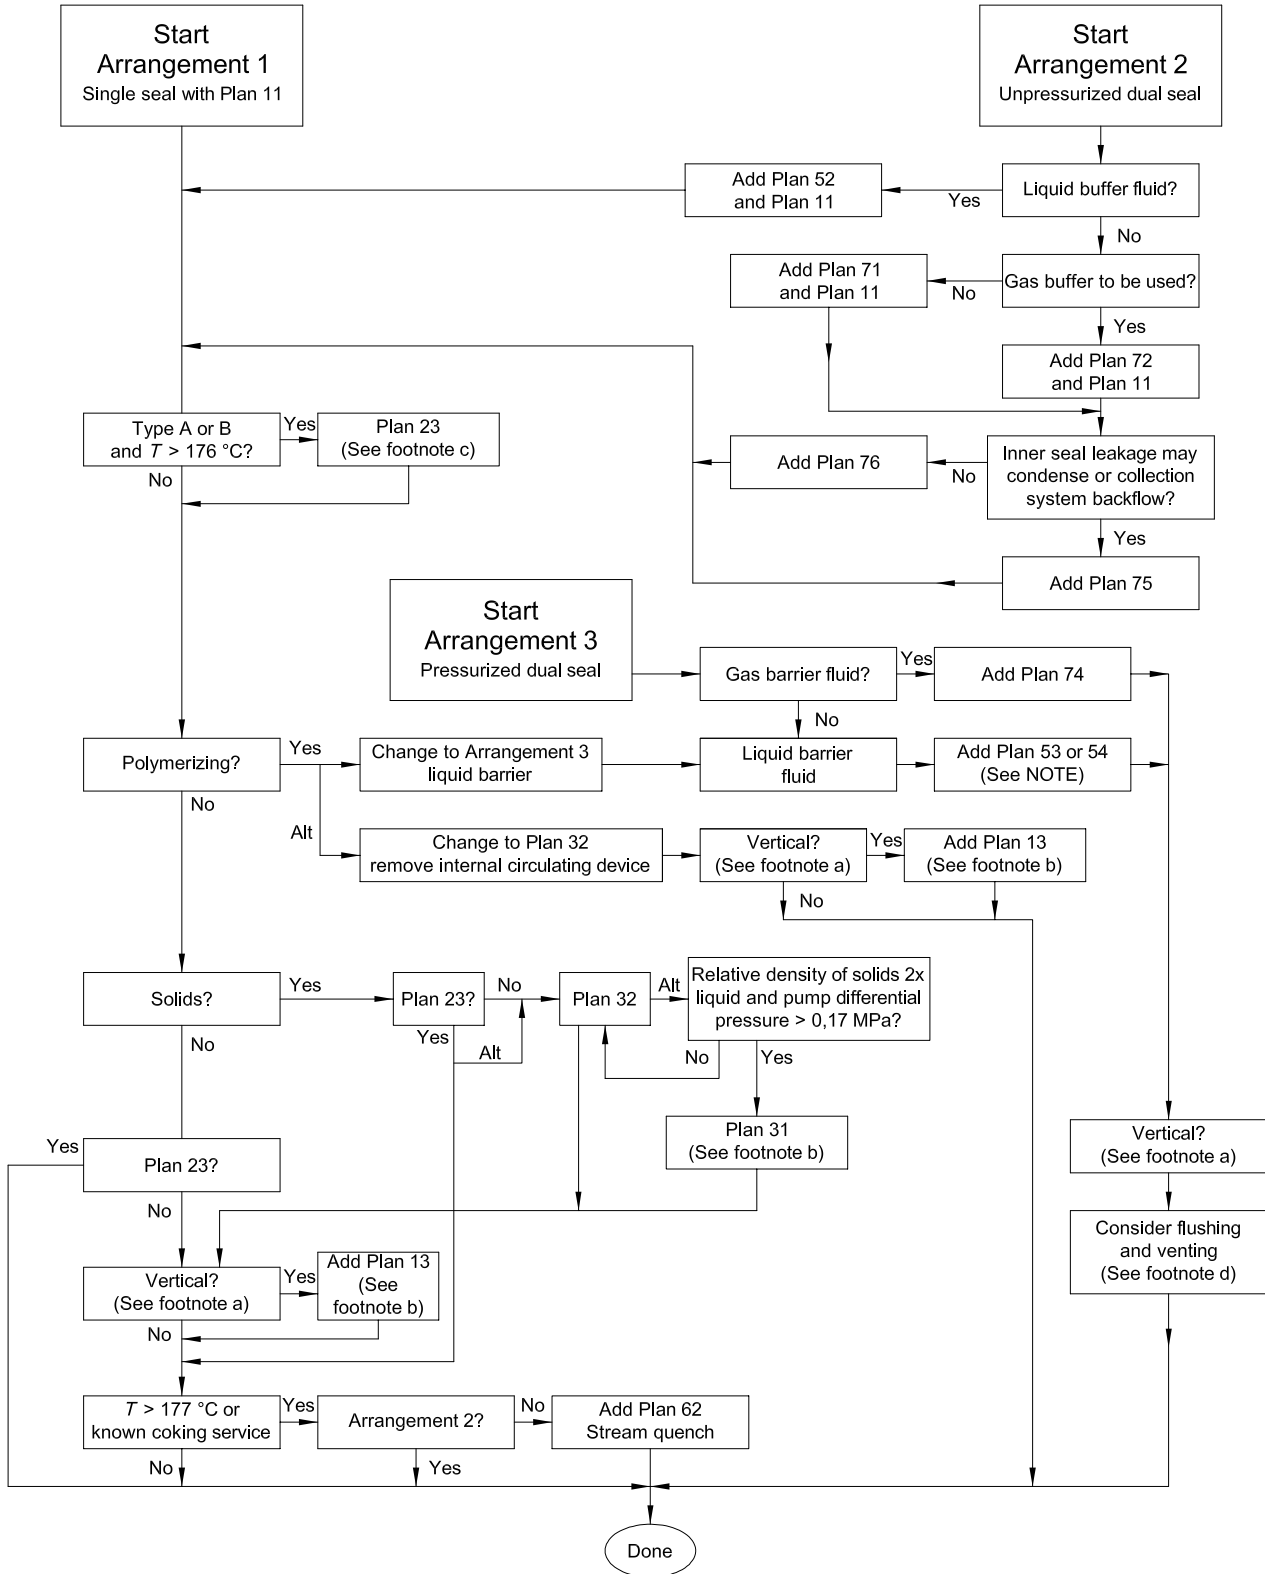 Start
Arrangement 1
Single seal with Plan 11
Start
Arrangement 2
Unpressurized dual seal
Add Plan 52
and Plan 11
Yes
Liquid buffer fluid?
No
Add Plan 71
and Plan 11
No
Gas buffer to be used?
Yes
Add Plan 72
and Plan 11
Type A or B
and T > 176 °C?
Yes
Plan 23
(See footnote c)
No
Add Plan 76
No
Inner seal leakage may
condense or collection
system backflow?
Yes
Add Plan 75
Start
Arrangement 3
Pressurized dual seal
Gas barrier fluid?
Yes
Add Plan 74
No
Polymerizing?
Yes
Change to Arrangement 3
liquid barrier
Liquid barrier
fluid
Add Plan 53 or 54
(See NOTE)
No
Alt
Change to Plan 32
remove internal circulating device
Vertical?
(See footnote a)
Yes
Add Plan 13
(See footnote b)
No
Solids?
Yes
Plan 23?
No
Plan 32
Alt
Relative density of solids 2x
liquid and pump differential
pressure > 0,17 MPa?
No
Yes
Alt
No
Yes
Plan 31
(See footnote b)
Yes
Plan 23?
No
Vertical?
(See footnote a)
Yes
Add Plan 13
(See
footnote b)
No
Vertical?
(See footnote a)
Consider flushing
and venting
(See footnote d)
T > 177 °C or
known coking service
Yes
Arrangement 2?
No
Add Plan 62
Stream quench
No
Yes
Done